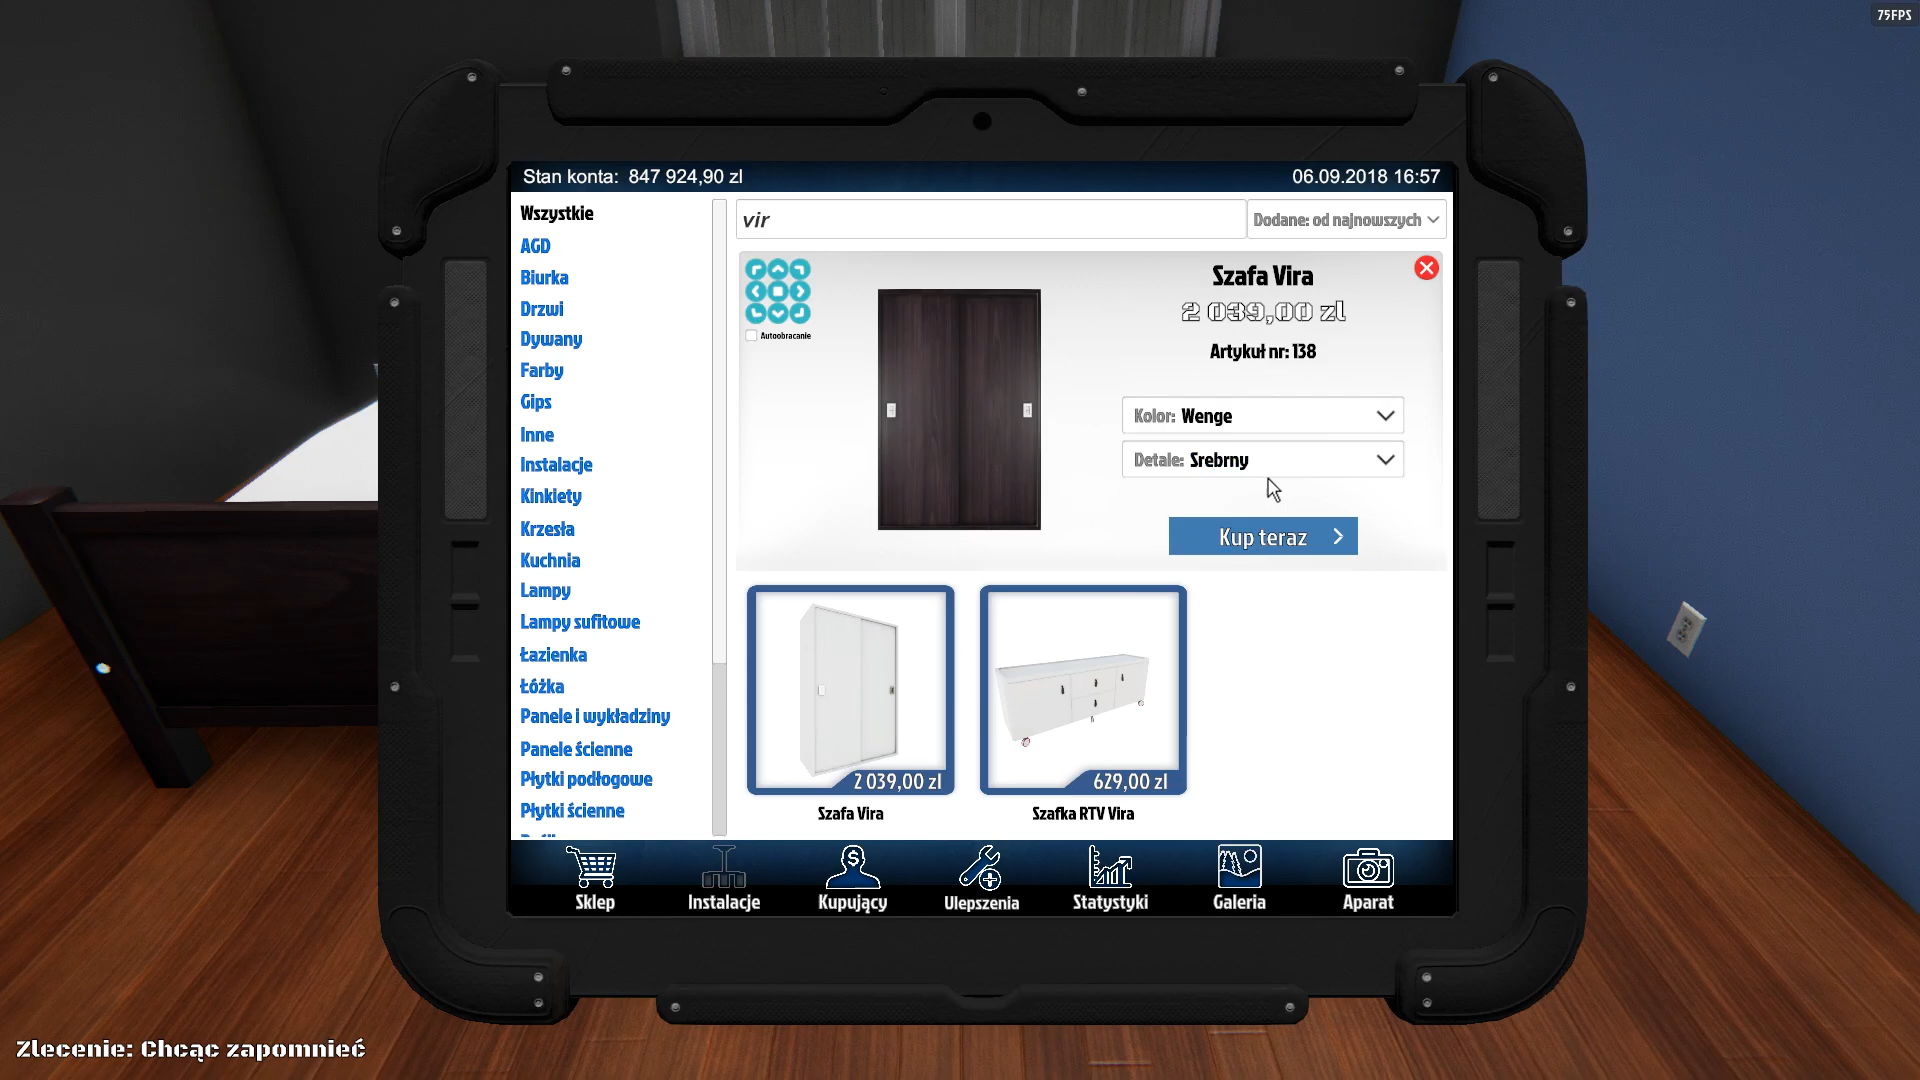 75FPS
Stan konta: 847 924,90 zl
06.09.2018 16:57
Wszystkie
AGD
Biurka
Drzwi
Dywany
Farby
Gips
Inne
Instalacje
Kinkiety
Krzesła
Kuchnia
Lampy
Lampy sufitowe
Łazienka
Łóżka
Panele i wykładziny
Panele ścienne
Płytki podłogowe
Płytki ścienne
vir
Dodane: od najnowszych
Autoobracanie
Szafa Vira
2 039,00 zl
Artykuł nr: 138
Kolor: Wenge
Detale: Srebrny
Kup teraz
2 039,00 zl
Szafa Vira
629,00 zl
Szafka RTV Vira
Sklep
Instalacje
Kupujący
Ulepszenia
Statystyki
Galeria
Aparat
Zlecenie: Chcąc zapomnieć